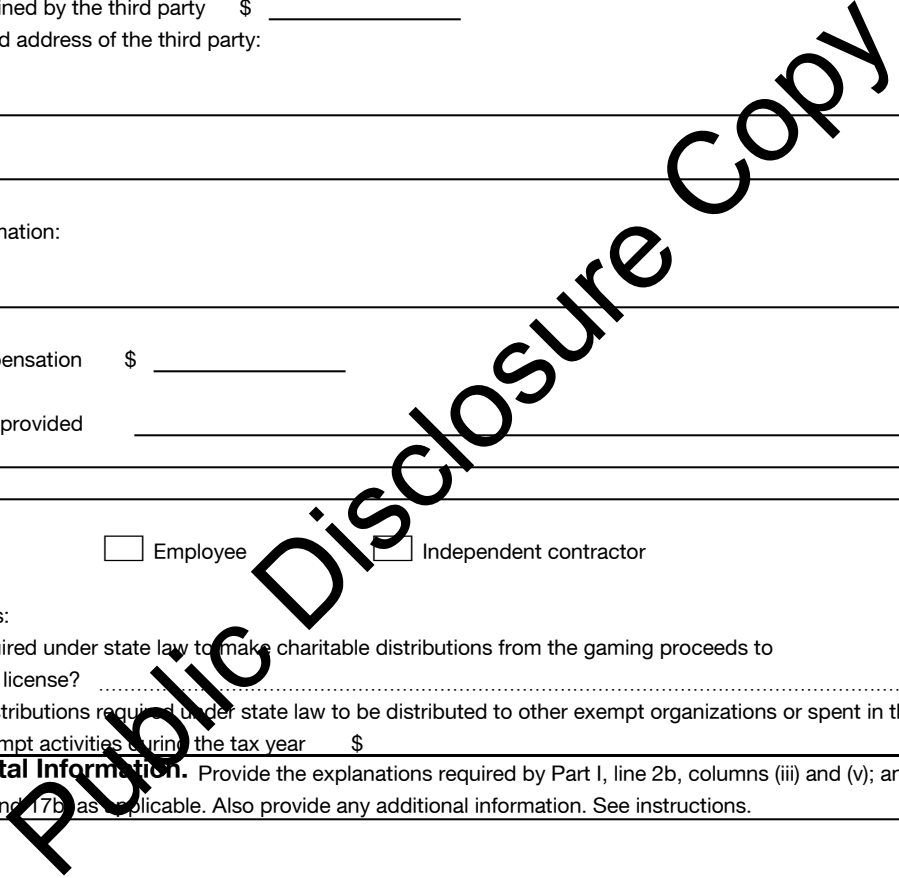 ined by the third party $
d address of the third party:
mation:
pensation $
provided
Employee Independent contractor
s:
uired under state law to make charitable distributions from the gaming proceeds to
license?
stributions required under state law to be distributed to other exempt organizations or spent in th
mpt activities during the tax year $
tal Information. Provide the explanations required by Part I, line 2b, columns (iii) and (v); an
nd 17b, as applicable. Also provide any additional information. See instructions.
Public Disclosure Copy